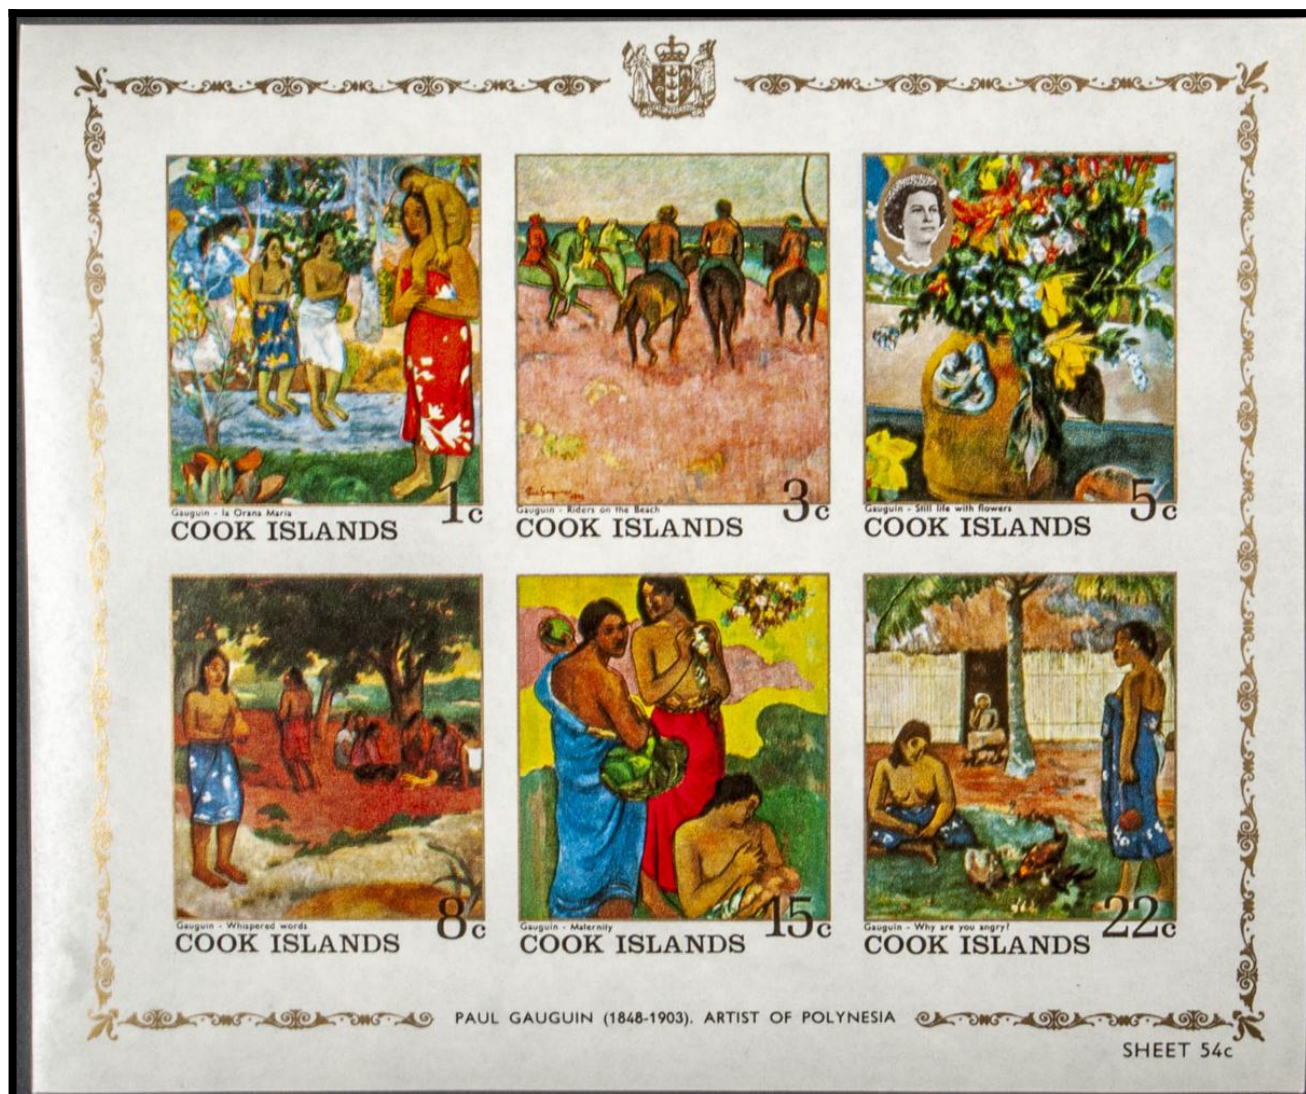 Gauguin - Ia Orana Maria
1c
COOK ISLANDS
Gauguin - Riders on the Beach
3c
COOK ISLANDS
Gauguin - Still life with flowers
5c
COOK ISLANDS
Gauguin - Whispered words
8c
COOK ISLANDS
Gauguin - Maternity
15c
COOK ISLANDS
Gauguin - Why are you angry?
22c
COOK ISLANDS
PAUL GAUGUIN (1848-1903). ARTIST OF POLYNESIA
SHEET 54c